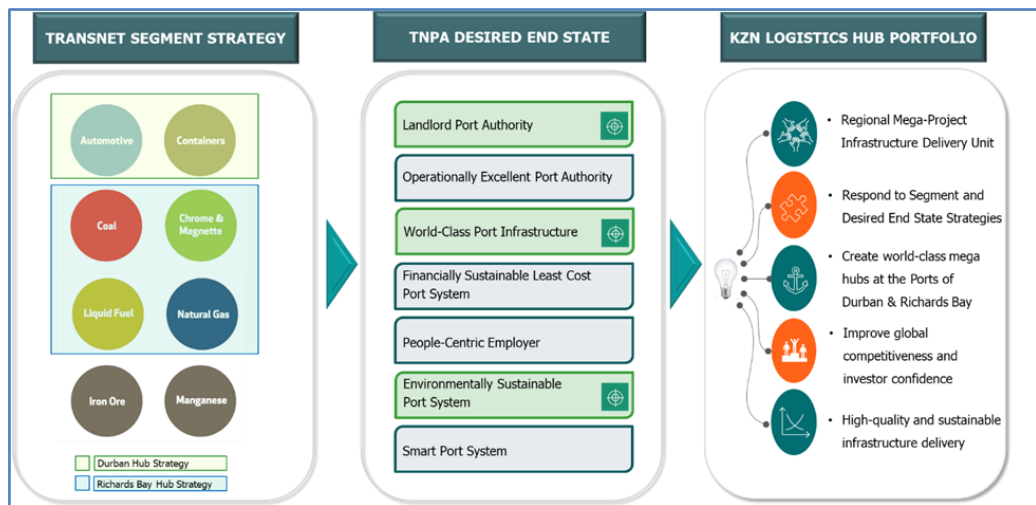 TRANSNET SEGMENT STRATEGY
Automotive
Containers
Coal
Chrome &
Magnette
Liquid Fuel
Natural Gas
Iron Ore
Manganese
Durban Hub Strategy
Richards Bay Hub Strategy
TNPA DESIRED END STATE
Landlord Port Authority
Operationally Excellent Port Authority
World-Class Port Infrastructure
Financially Sustainable Least Cost
Port System
People-Centric Employer
Environmentally Sustainable
Port System
Smart Port System
KZN LOGISTICS HUB PORTFOLIO
• Regional Mega-Project
Infrastructure Delivery Unit
• Respond to Segment and
Desired End State Strategies
• Create world-class mega
hubs at the Ports of
Durban & Richards Bay
• Improve global
competitiveness and
investor confidence
• High-quality and sustainable
infrastructure delivery